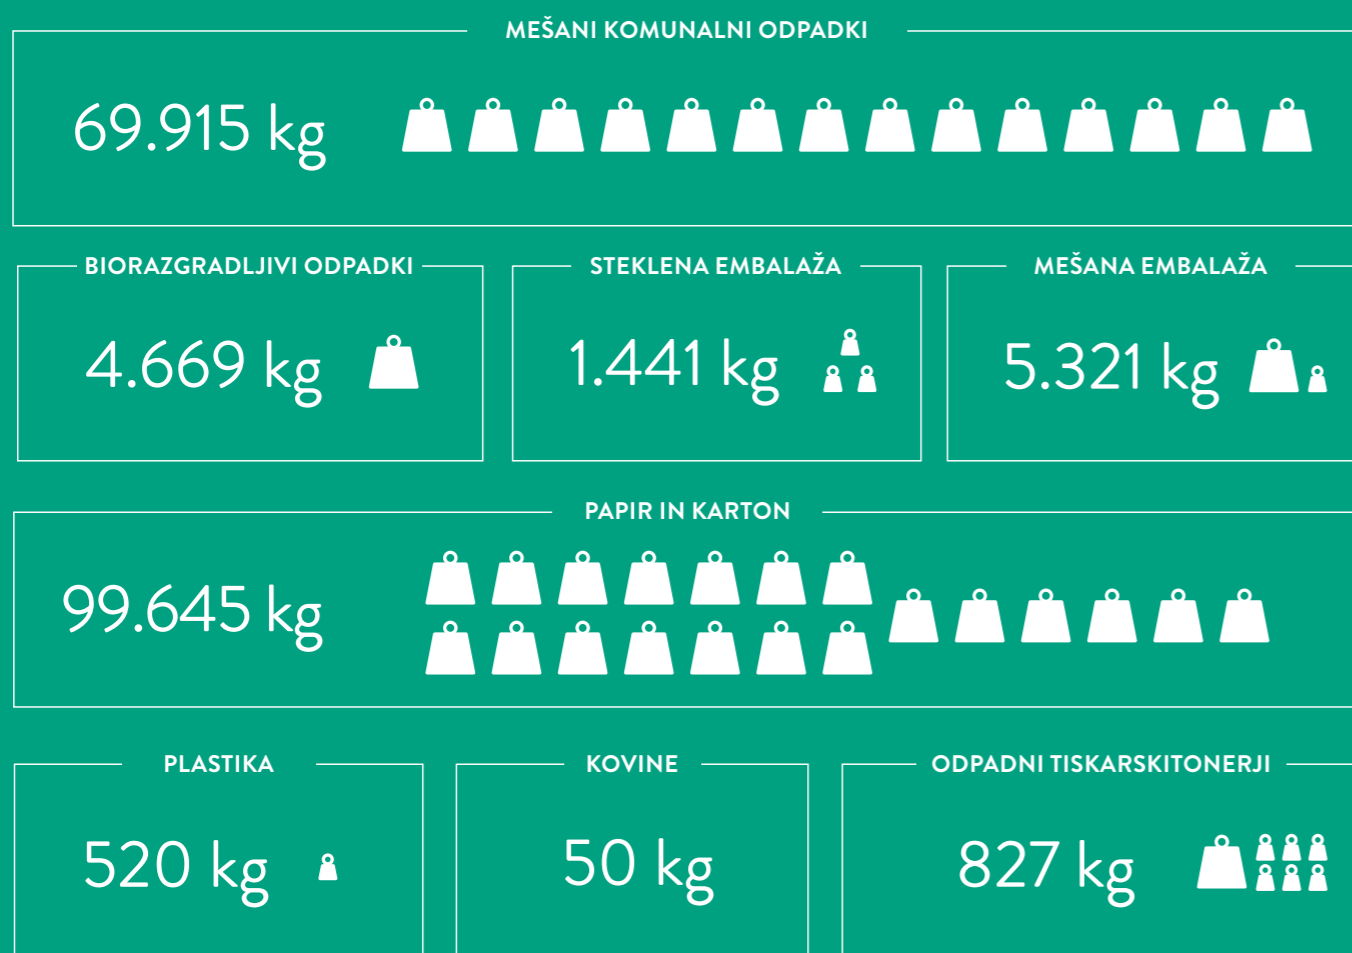 MEŠANI KOMUNALNI ODPADKI
69.915 kg
BIORAZGRADLJIVI ODPADKI
4.669 kg
STEKLENA EMBALAŽA
1.441 kg
MEŠANA EMBALAŽA
5.321 kg
PAPIR IN KARTON
99.645 kg
PLASTIKA
520 kg
KOVINE
50 kg
ODPADNI TISKARSKITONERJI
827 kg